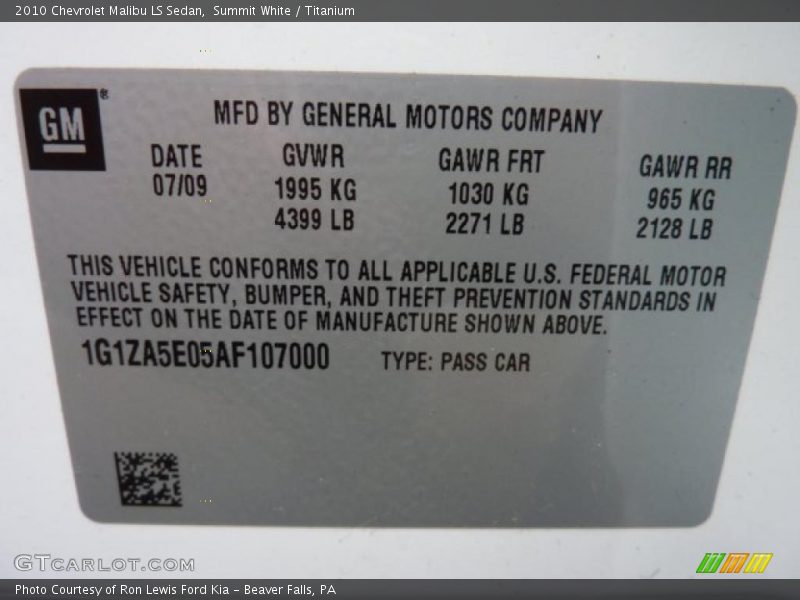 2010 Chevrolet Malibu LS Sedan, Summit White / Titanium
GM ®
MFD BY GENERAL MOTORS COMPANY
DATE GVWR GAWR FRT GAWR RR
07/09 1995 KG 1030 KG 965 KG
4399 LB 2271 LB 2128 LB
THIS VEHICLE CONFORMS TO ALL APPLICABLE U.S. FEDERAL MOTOR
VEHICLE SAFETY, BUMPER, AND THEFT PREVENTION STANDARDS IN
EFFECT ON THE DATE OF MANUFACTURE SHOWN ABOVE.
1G1ZA5E05AF107000 TYPE: PASS CAR
GTCARLOT.COM
Photo Courtesy of Ron Lewis Ford Kia - Beaver Falls, PA